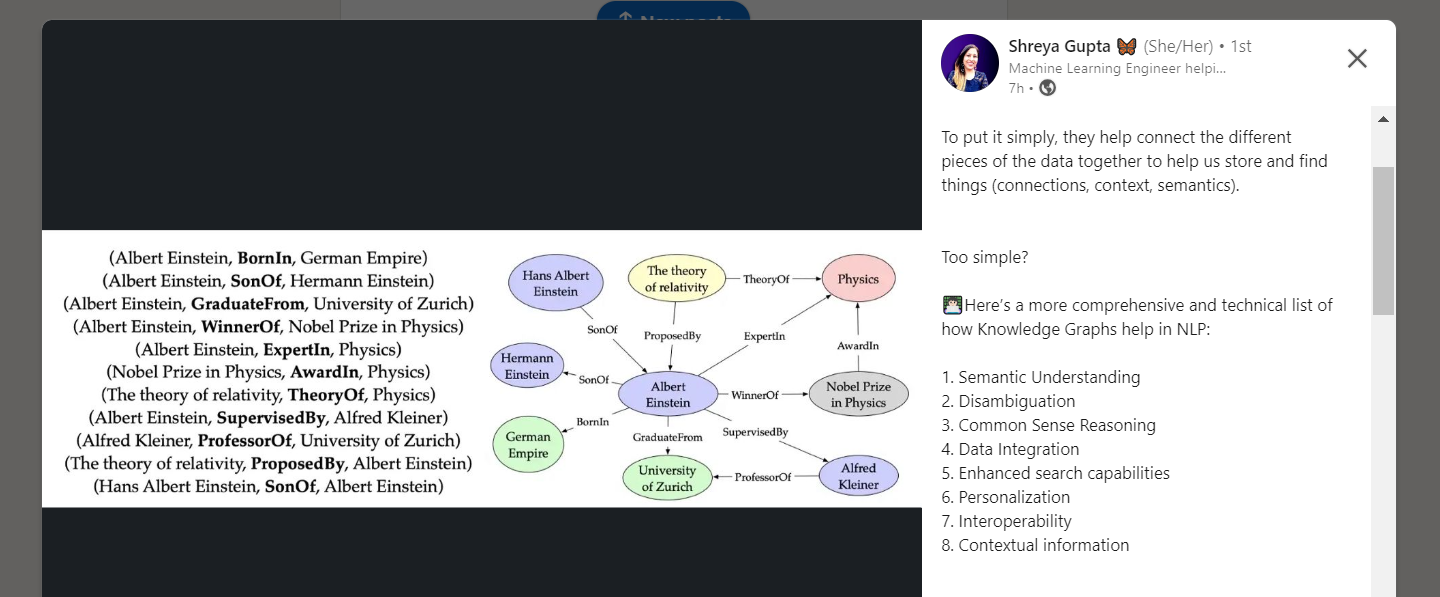 New posts
(Albert Einstein, BornIn, German Empire)
(Albert Einstein, SonOf, Hermann Einstein)
(Albert Einstein, GraduateFrom, University of Zurich)
(Albert Einstein, WinnerOf, Nobel Prize in Physics)
(Albert Einstein, ExpertIn, Physics)
(Nobel Prize in Physics, AwardIn, Physics)
(The theory of relativity, TheoryOf, Physics)
(Albert Einstein, SupervisedBy, Alfred Kleiner)
(Alfred Kleiner, ProfessorOf, University of Zurich)
(The theory of relativity, ProposedBy, Albert Einstein)
(Hans Albert Einstein, SonOf, Albert Einstein)
Hans Albert
Einstein
The theory
of relativity
TheoryOf
Physics
SonOf
ProposedBy
ExpertIn
AwardIn
Hermann
Einstein
SonOf
Albert
Einstein
WinnerOf
Nobel Prize
in Physics
BornIn
German
Empire
GraduateFrom
SupervisedBy
University
of Zurich
ProfessorOf
Alfred
Kleiner
Shreya Gupta (She/Her) • 1st
Machine Learning Engineer helpi...
7h •
To put it simply, they help connect the different
pieces of the data together to help us store and find
things (connections, context, semantics).
Too simple?
Here’s a more comprehensive and technical list of
how Knowledge Graphs help in NLP:
1. Semantic Understanding
2. Disambiguation
3. Common Sense Reasoning
4. Data Integration
5. Enhanced search capabilities
6. Personalization
7. Interoperability
8. Contextual information